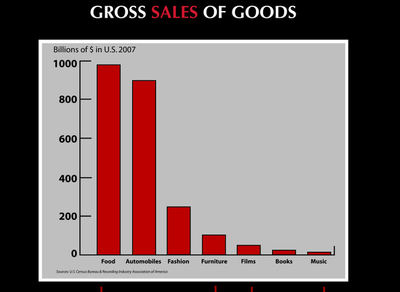 GROSS SALES OF GOODS
Billions of $ in U.S. 2007
1000
800
600
400
200
0
Food Automobiles Fashion Furniture Films Books Music
Sources: U.S. Census Bureau & Recording Industry Association of America